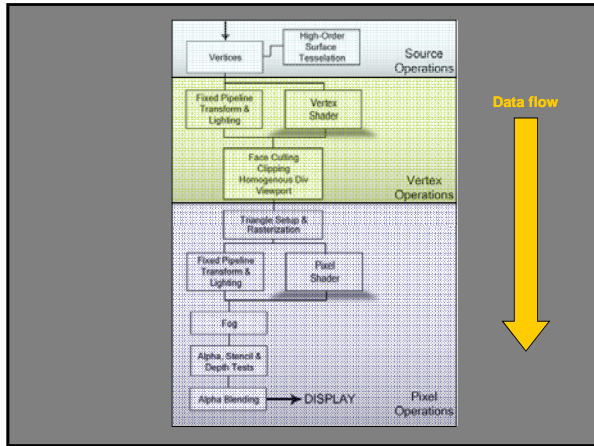 High-Order
Surface
Tesselation
Vertices
Source
Operations
Fixed Pipeline
Transform &
Lighting
Vertex
Shader
Data flow
Face Culling
Clipping
Homogenous Div
Viewport
Vertex
Operations
Triangle Setup &
Rasterization
Fixed Pipeline
Transform &
Lighting
Pixel
Shader
Fog
Alpha, Stencil &
Depth Tests
Alpha Blending
DISPLAY
Pixel
Operations